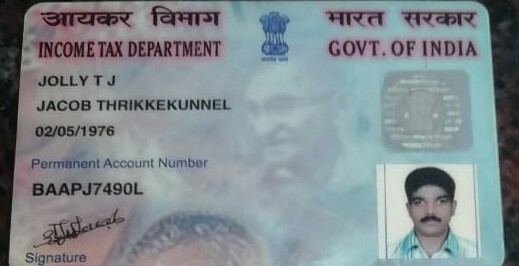 आयकर विभाग भारत सरकार
INCOME TAX DEPARTMENT GOVT. OF INDIA
JOLLY T J
JACOB THRIKKEKUNNEL
02/05/1976
Permanent Account Number
BAAPJ7490L
Signature